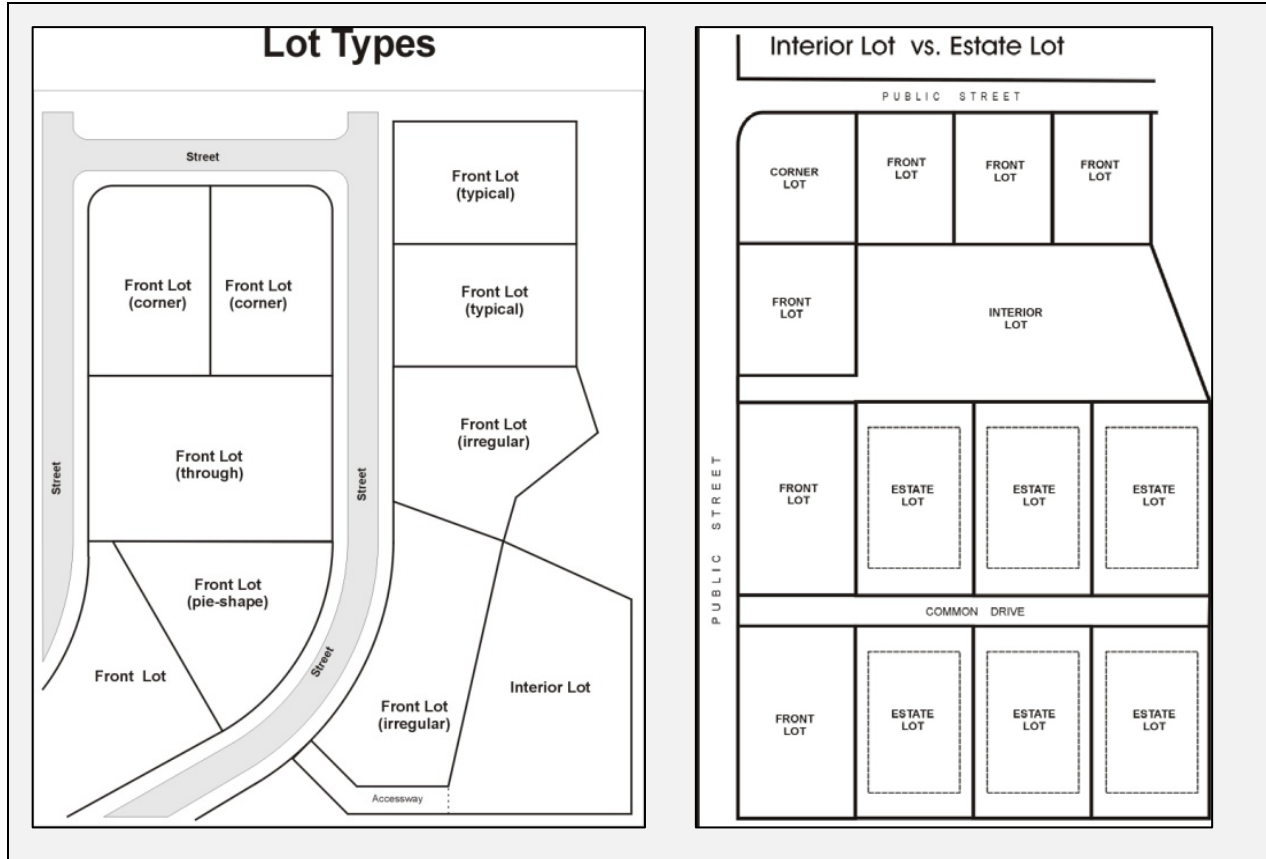 Lot Types
Street
Front Lot
(typical)
Front Lot
(corner)
Front Lot
(corner)
Front Lot
(typical)
Front Lot
(through)
Front Lot
(irregular)
Street
Street
Front Lot
(pie-shape)
Street
Front Lot
Front Lot
(irregular)
Interior Lot
Accessway
Interior Lot vs. Estate Lot
PUBLIC STREET
CORNER
LOT
FRONT
LOT
FRONT
LOT
FRONT
LOT
FRONT
LOT
INTERIOR
LOT
PUBLIC STREET
FRONT
LOT
ESTATE
LOT
ESTATE
LOT
ESTATE
LOT
COMMON DRIVE
FRONT
LOT
ESTATE
LOT
ESTATE
LOT
ESTATE
LOT